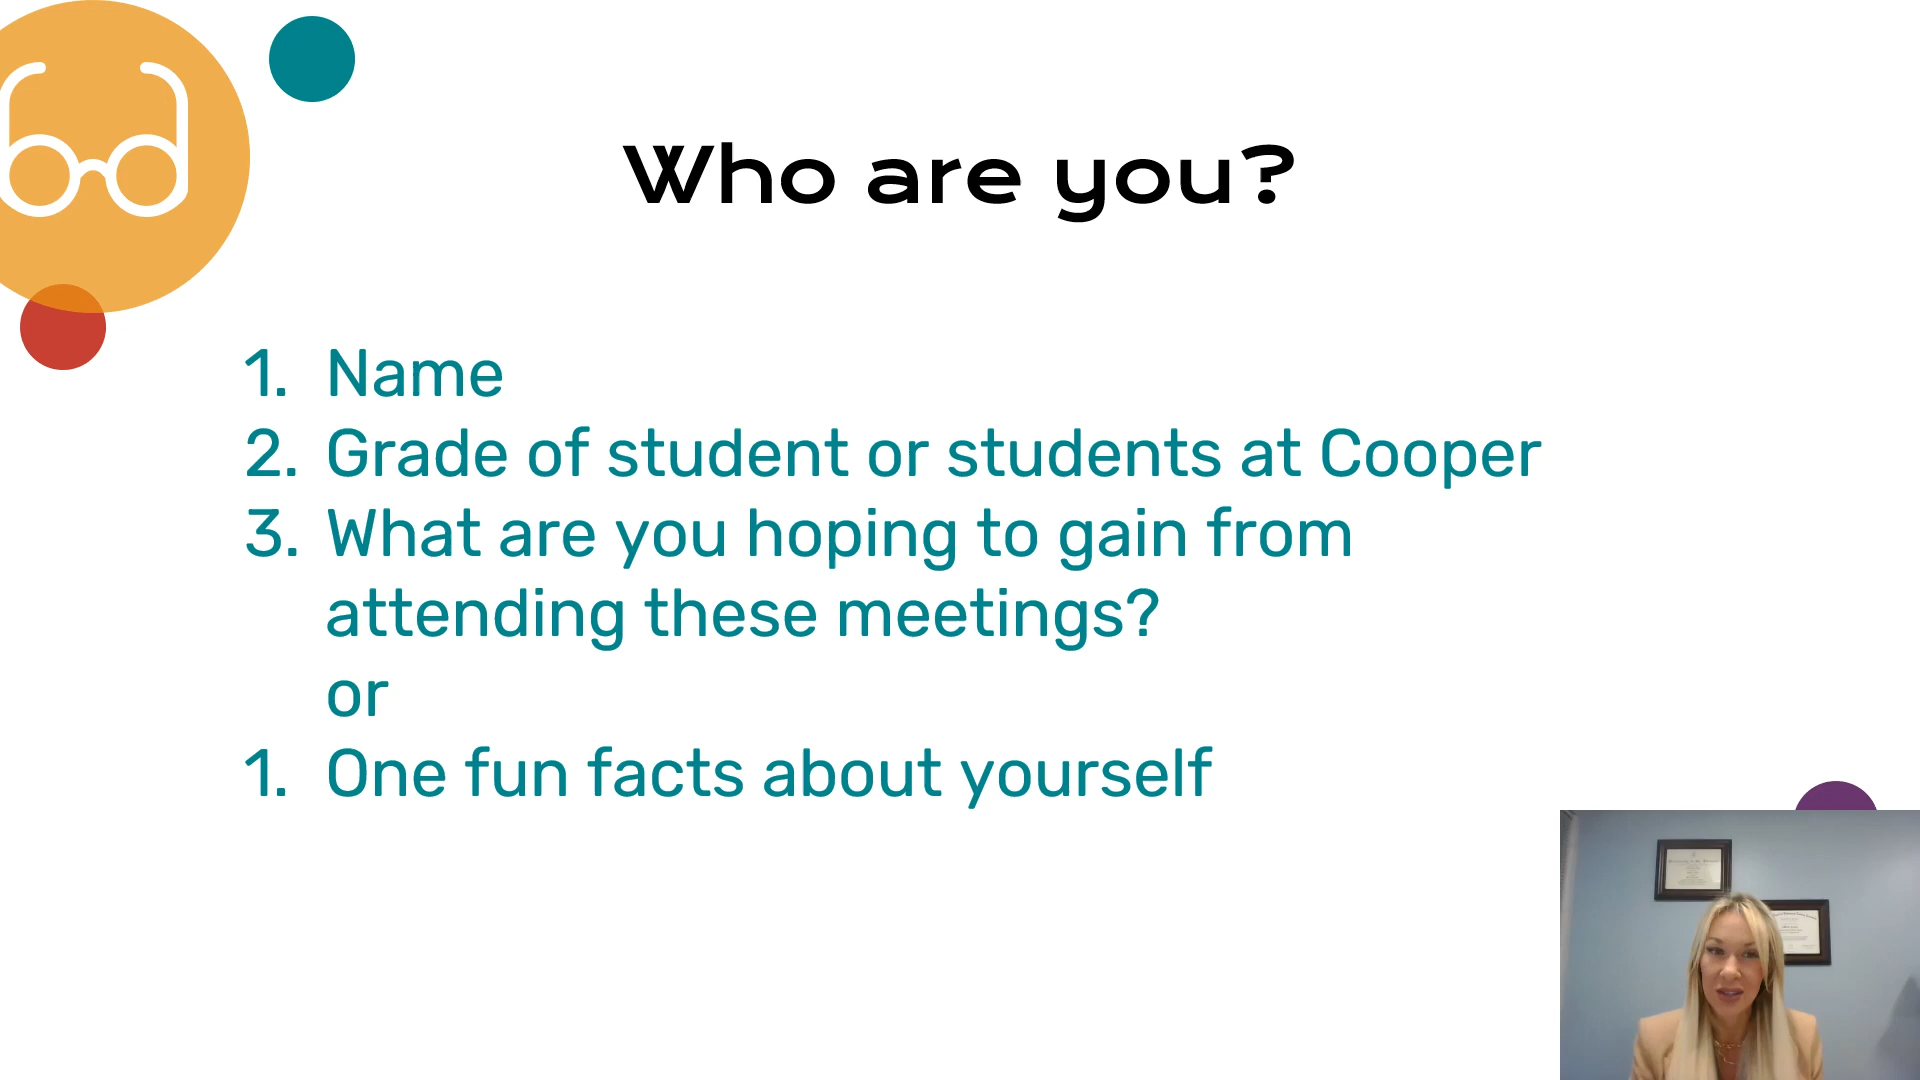 Who are you?
1. Name
2. Grade of student or students at Cooper
3. What are you hoping to gain from
attending these meetings?
or
1. One fun facts about yourself